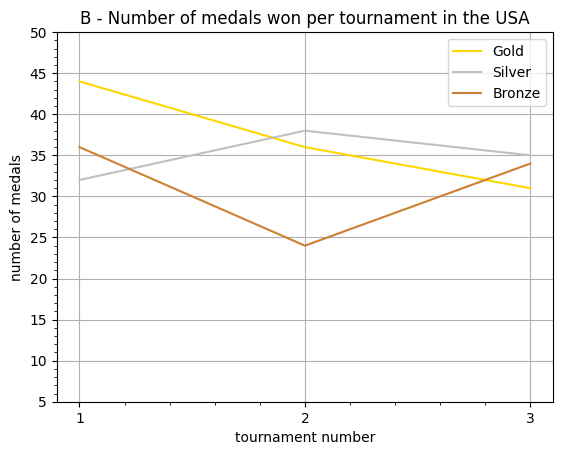 B - Number of medals won per tournament in the USA
Gold
Silver
Bronze
number of medals
50
45
40
35
30
25
20
15
10
5
1 2 3
tournament number